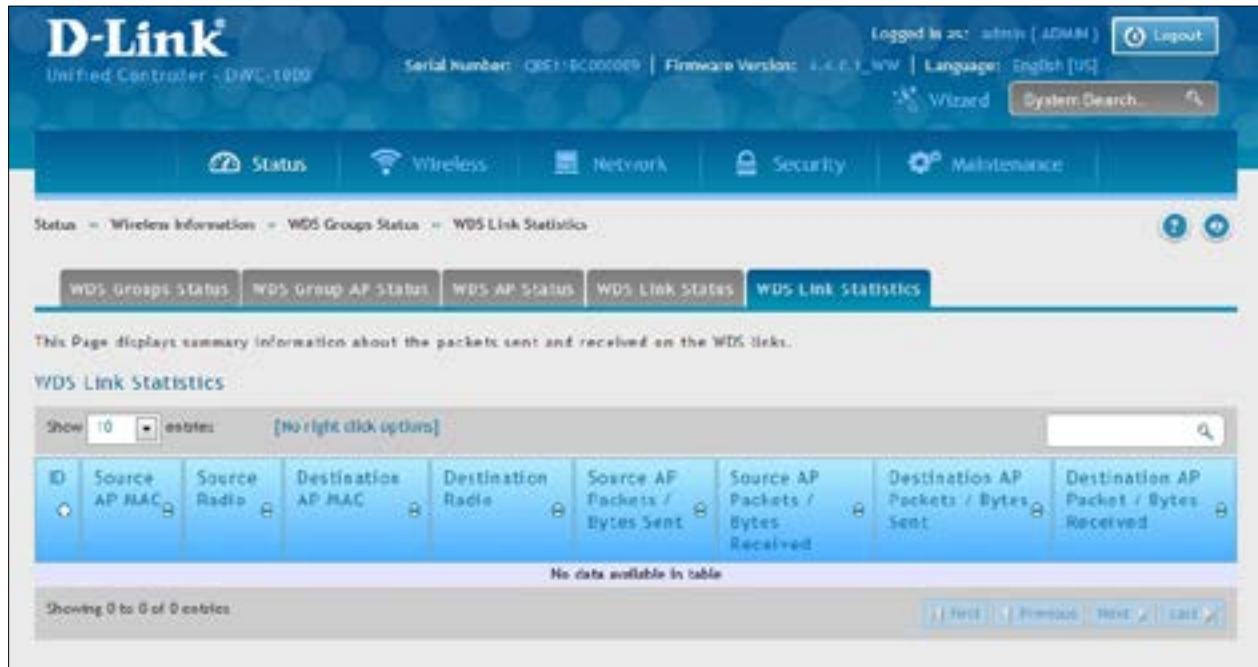 D-Link
Logged in as: admin ( ADMIN ) Logout
Unified Controller - DWC-1000
Serial Number: | Firmware Version: | Language: English [US]
Wizard System Search...
Status Wireless Network Security Maintenance
Status » Wireless Information » WDS Groups Status » WDS Link Statistics
WDS Groups Status WDS Group AP Status WDS AP Status WDS Link Status WDS Link Statistics
This Page displays summary information about the packets sent and received on the WDS links.
WDS Link Statistics
Show 10 entries [No right click options]
ID
Source
AP MAC
Source
Radio
Destination
AP MAC
Destination
Radio
Source AP
Packets /
Bytes Sent
Source AP
Packets /
Bytes
Received
Destination AP
Packets / Bytes
Sent
Destination AP
Packet / Bytes
Received
No data available in table
Showing 0 to 0 of 0 entries
First Previous Next Last